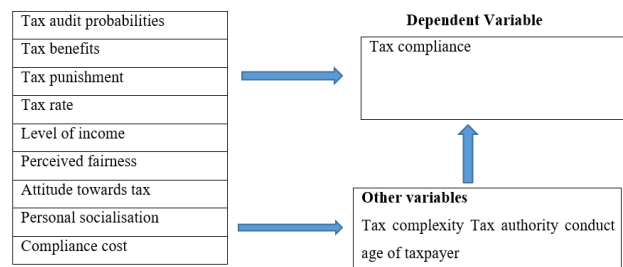 Tax audit probabilities
Tax benefits
Tax punishment
Tax rate
Level of income
Perceived fairness
Attitude towards tax
Personal socialisation
Compliance cost
Dependent Variable
Tax compliance
Other variables
Tax complexity Tax authority conduct
age of taxpayer